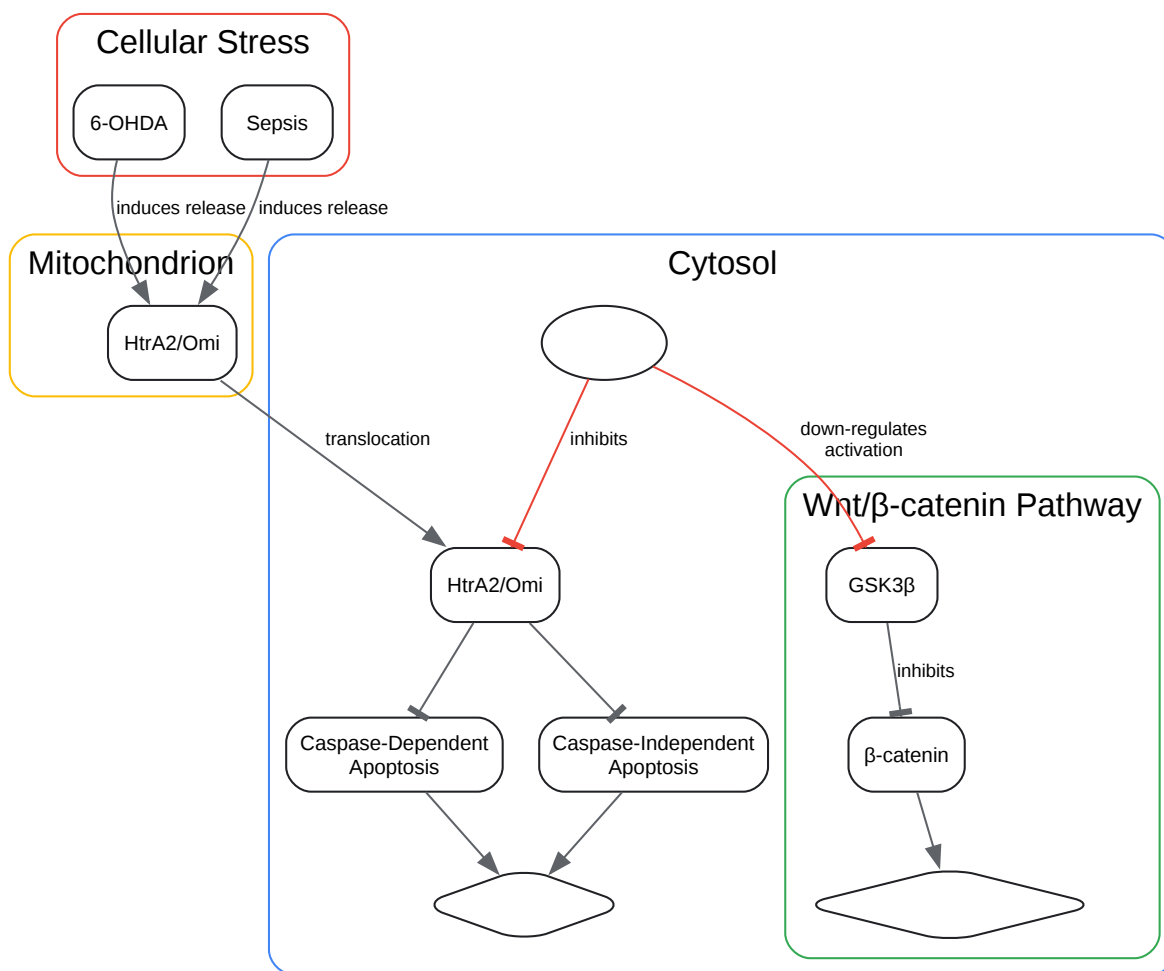 Cellular Stress
6-OHDA
Sepsis
induces release
induces release
Mitochondrion
Cytosol
HtrA2/Omi
translocation
inhibits
down-regulates
activation
Wnt/β-catenin Pathway
HtrA2/Omi
GSK3β
inhibits
Caspase-Dependent
Apoptosis
Caspase-Independent
Apoptosis
β-catenin